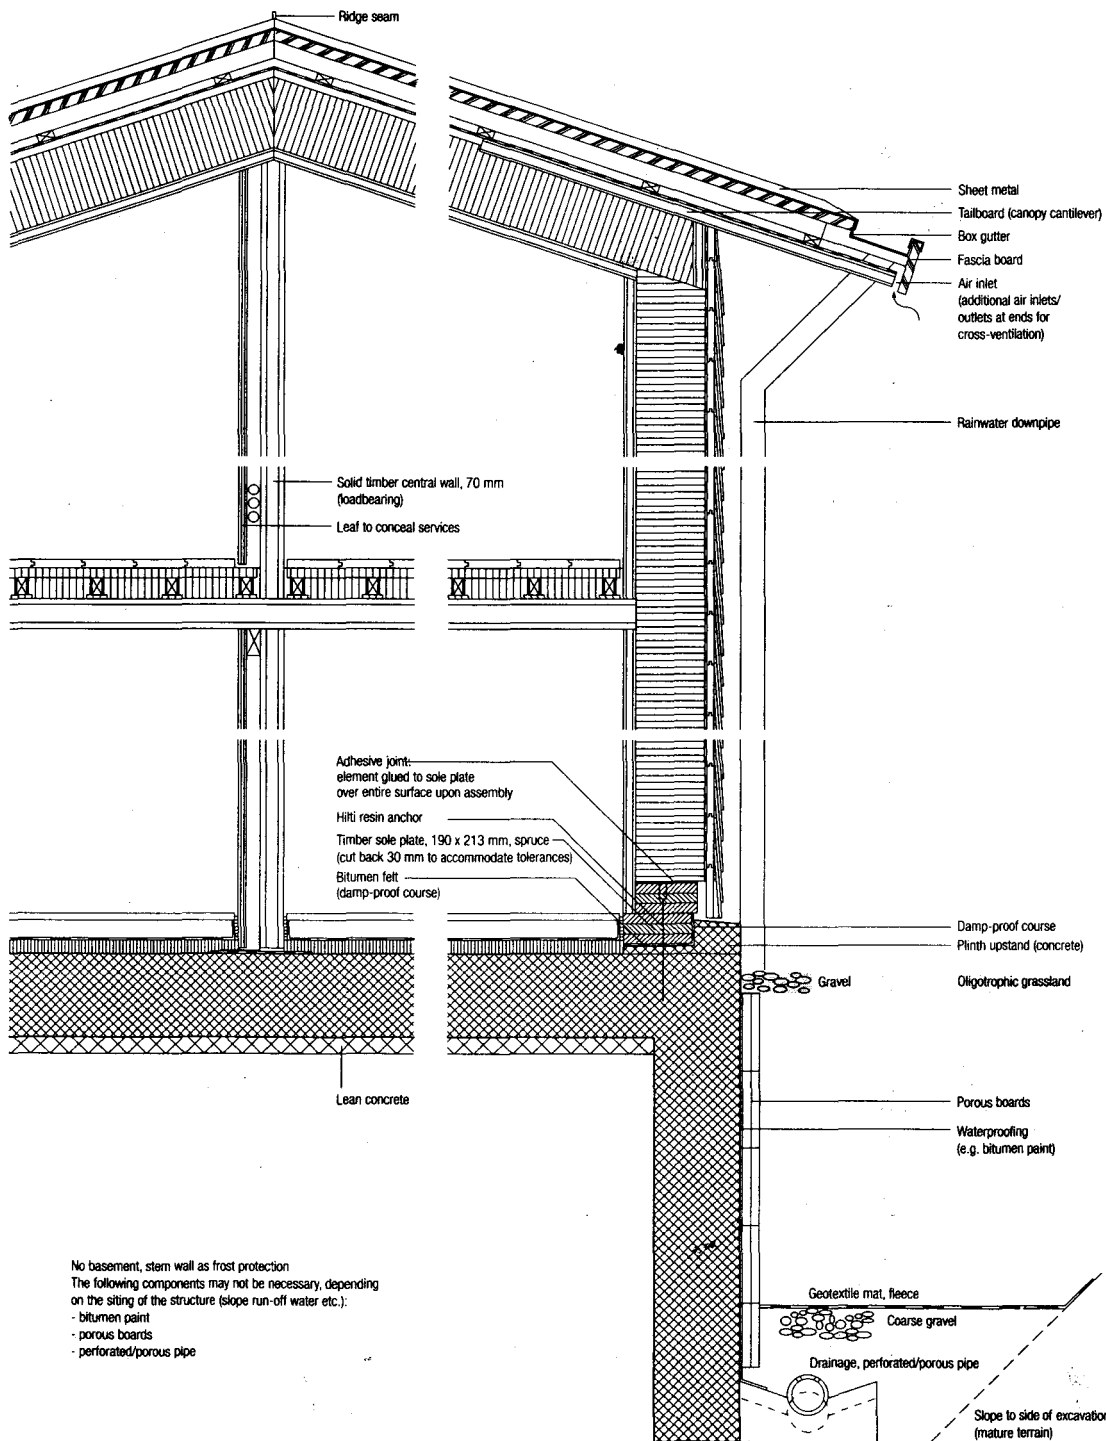 Ridge seam
Sheet metal
Tailboard (canopy cantilever)
Box gutter
Fascia board
Air inlet
(additional air inlets/
outlets at ends for
cross-ventilation)
Rainwater downpipe
Solid timber central wall, 70 mm
(loadbearing)
Leaf to conceal services
Adhesive joint:
element glued to sole plate
over entire surface upon assembly
Hilti resin anchor
Timber sole plate, 190 x 213 mm, spruce
(cut back 30 mm to accommodate tolerances)
Bitumen felt
(damp-proof course)
Damp-proof course
Plinth upstand (concrete)
Gravel
Oligotrophic grassland
Lean concrete
Porous boards
Waterproofing
(e.g. bitumen paint)
No basement, stem wall as frost protection
The following components may not be necessary, depending
on the siting of the structure (slope run-off water etc.):
- bitumen paint
- porous boards
- perforated/porous pipe
Geotextile mat, fleece
Coarse gravel
Drainage, perforated/porous pipe
Slope to side of excavation
(mature terrain)